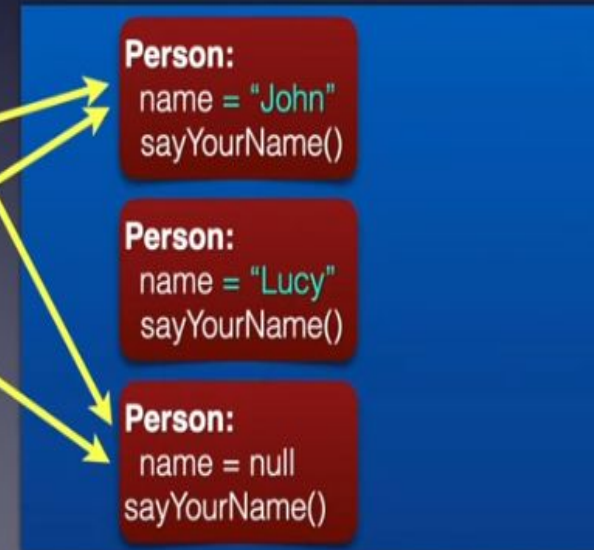 Person:
name = “John”
sayYourName()
Person:
name = “Lucy”
sayYourName()
Person:
name = null
sayYourName()